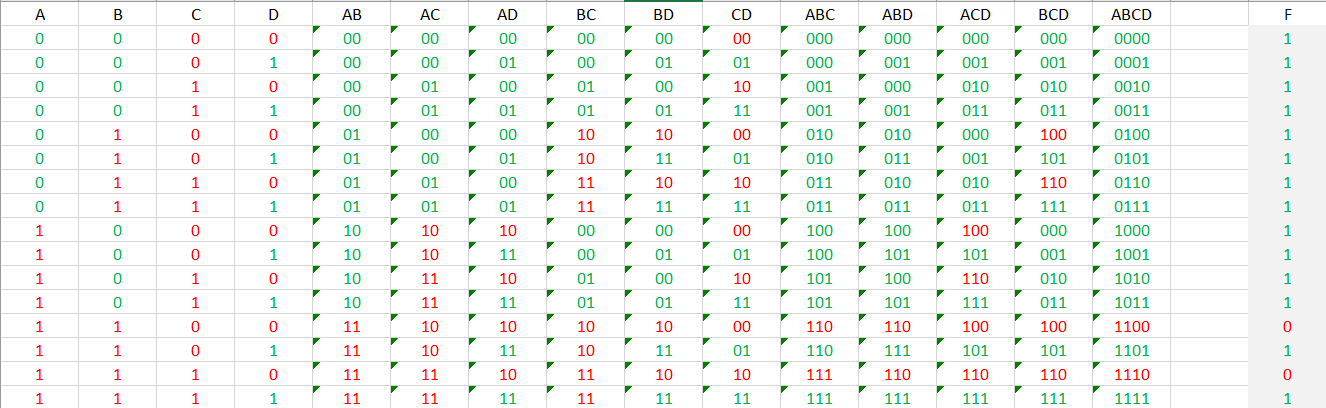 A B C D AB AC AD BC BD CD ABC ABD ACD BCD ABCD F
0 0 0 0 00 00 00 00 00 00 000 000 000 000 0000 1
0 0 0 1 00 00 01 00 01 01 000 001 001 001 0001 1
0 0 1 0 00 01 00 01 00 10 001 000 010 010 0010 1
0 0 1 1 00 01 01 01 01 11 001 001 011 011 0011 1
0 1 0 0 01 00 00 10 10 00 010 010 000 100 0100 1
0 1 0 1 01 00 01 10 11 01 010 011 001 101 0101 1
0 1 1 0 01 01 00 11 10 10 011 010 010 110 0110 1
0 1 1 1 01 01 01 11 11 11 011 011 011 111 0111 1
1 0 0 0 10 10 10 00 00 00 100 100 100 000 1000 1
1 0 0 1 10 10 11 00 01 01 100 101 101 001 1001 1
1 0 1 0 10 11 10 01 00 10 101 100 110 010 1010 1
1 0 1 1 10 11 11 01 01 11 101 101 111 011 1011 1
1 1 0 0 11 10 10 10 10 00 110 110 100 100 1100 0
1 1 0 1 11 10 11 10 11 01 110 111 101 101 1101 1
1 1 1 0 11 11 10 11 10 10 111 110 110 110 1110 0
1 1 1 1 11 11 11 11 11 11 111 111 111 111 1111 1